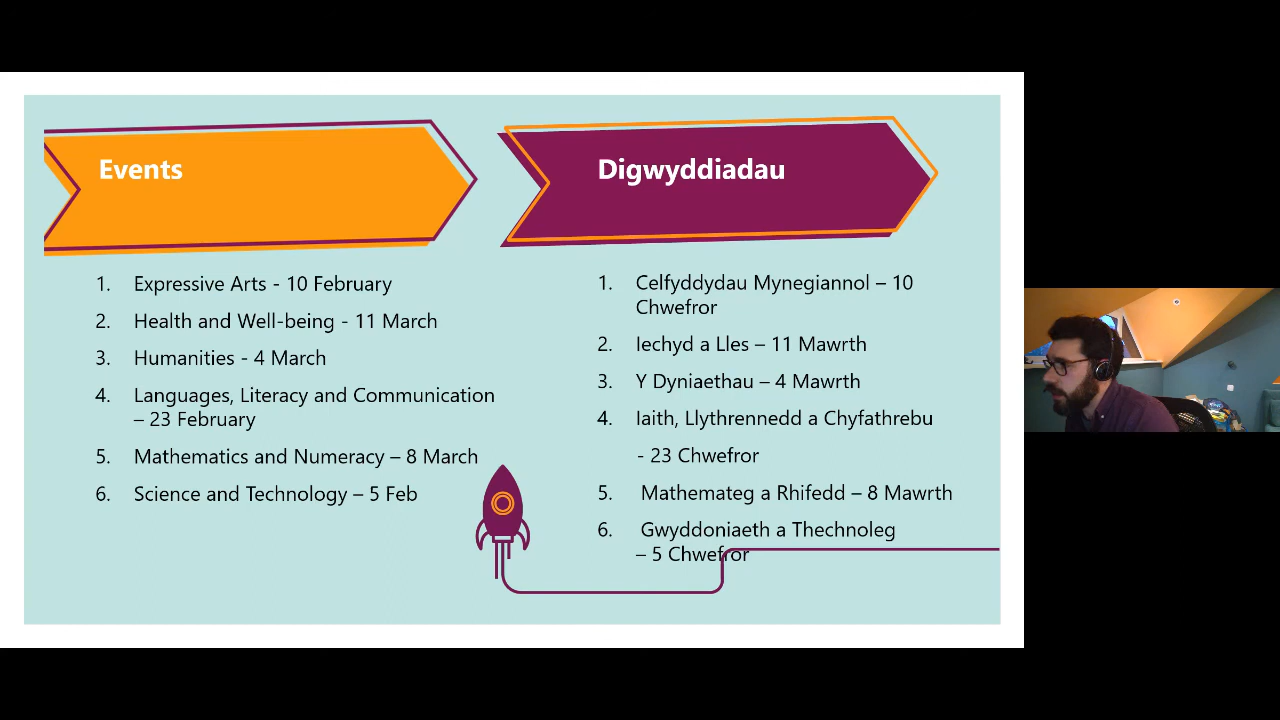 Events
1. Expressive Arts - 10 February
2. Health and Well-being - 11 March
3. Humanities - 4 March
4. Languages, Literacy and Communication
– 23 February
5. Mathematics and Numeracy – 8 March
6. Science and Technology – 5 Feb
Digwyddiadau
1. Celfyddydau Mynegiannol – 10
Chwefror
2. Iechyd a Lles – 11 Mawrth
3. Y Dyniaethau – 4 Mawrth
4. Iaith, Llythrennedd a Chyfathrebu
- 23 Chwefror
5. Mathemateg a Rhifedd – 8 Mawrth
6. Gwyddoniaeth a Thechnoleg
– 5 Chwefror